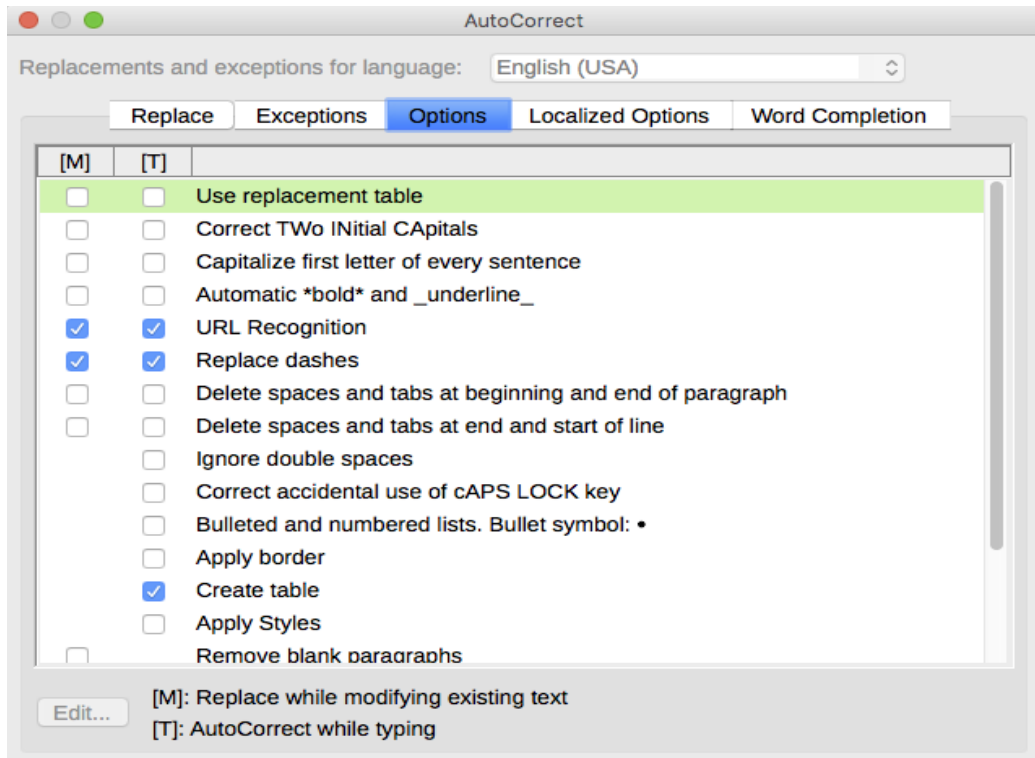 AutoCorrect
Replacements and exceptions for language: English (USA)
Replace Exceptions Options Localized Options Word Completion
[M] [T]
Use replacement table
Correct TWo INitial CApitals
Capitalize first letter of every sentence
Automatic *bold* and _underline_
URL Recognition
Replace dashes
Delete spaces and tabs at beginning and end of paragraph
Delete spaces and tabs at end and start of line
Ignore double spaces
Correct accidental use of cAPS LOCK key
Bulleted and numbered lists. Bullet symbol: •
Apply border
Create table
Apply Styles
Remove blank paragraphs
Edit... [M]: Replace while modifying existing text
[T]: AutoCorrect while typing